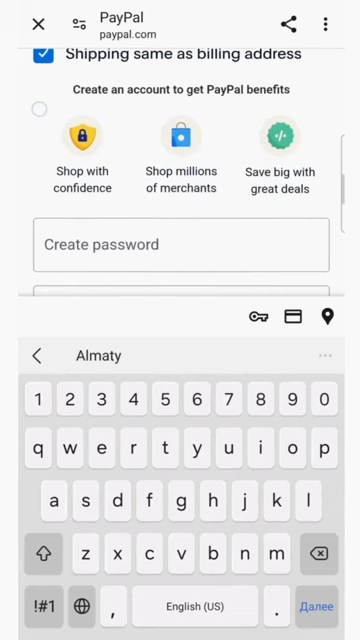 PayPal
paypal.com
Shipping same as billing address
Create an account to get PayPal benefits
Shop with confidence
Shop millions of merchants
Save big with great deals
Create password
Almaty
1 2 3 4 5 6 7 8 9 0
q w e r t y u i o p
a s d f g h j k l
z x c v b n m
!#1 , English (US) . Далее